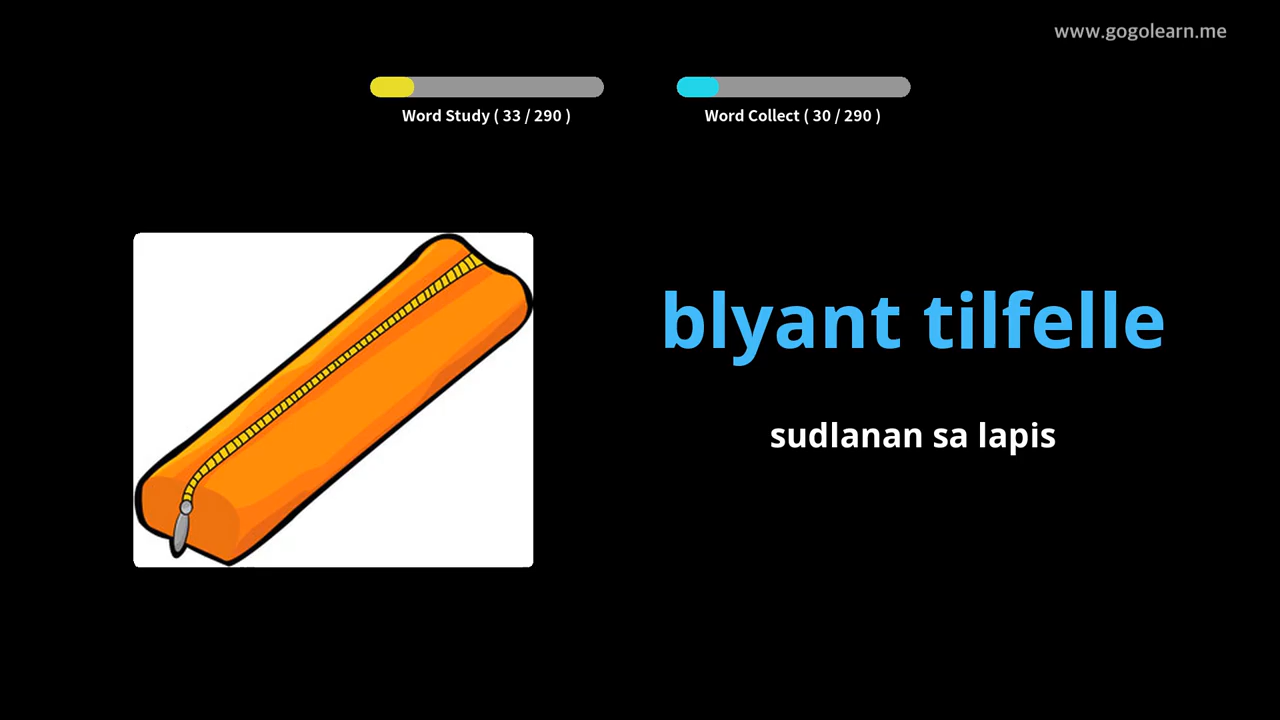 www.gogolearn.me
Word Study ( 33 / 290 )
Word Collect ( 30 / 290 )
blyant tilfelle
sudlanan sa lapis